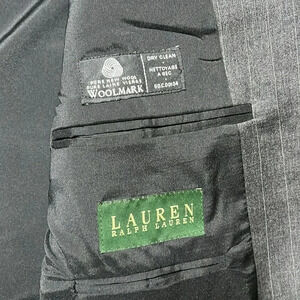 PURE NEW WOOL
PURE LAINE VIERGE
WOOLMARK
DRY CLEAN
NETTOYAGE
A SEC
LAUREN
RALPH LAUREN